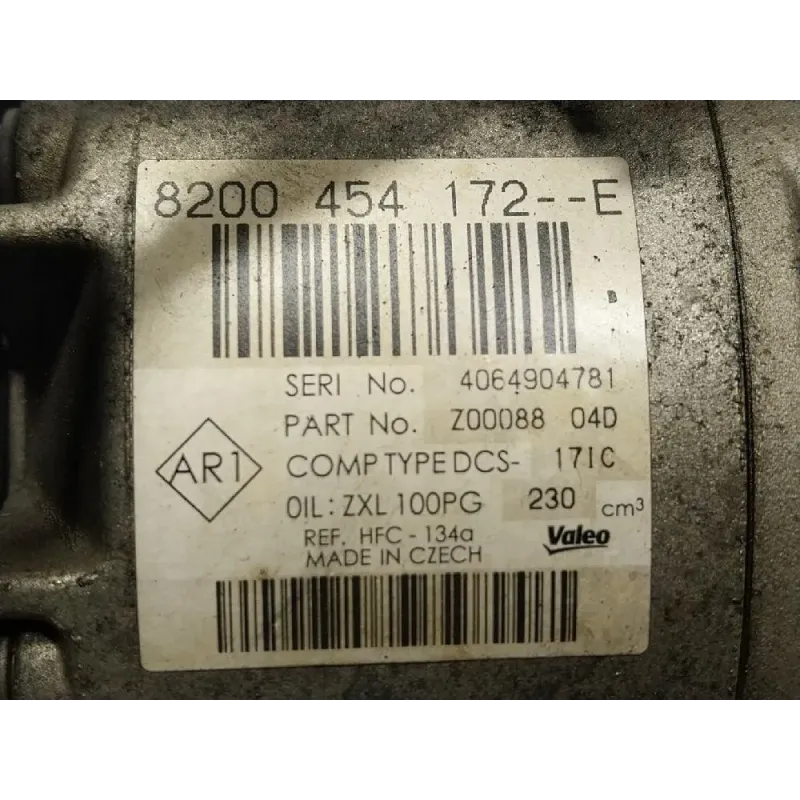 8200 454 172--E
SERI No. 4064904781
PART No. Z00088 04D
AR1
COMP TYPE DCS- 17IC
OIL: ZXL 100PG 230 cm³
REF. HFC - 134a
MADE IN CZECH
Valeo